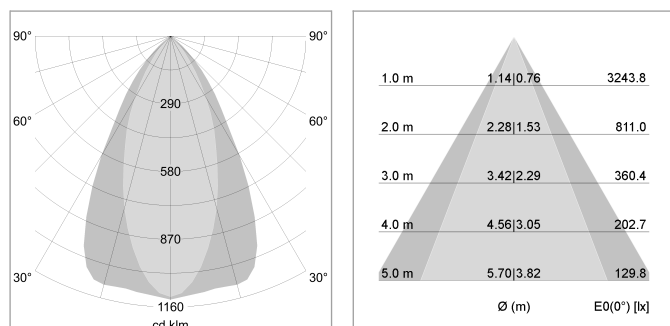 90° 90°
290
60° 60°
580
870
30° 30°
1160
cd klm
1.0 m 1.14|0.76 3243.8
2.0 m 2.28|1.53 811.0
3.0 m 3.42|2.29 360.4
4.0 m 4.56|3.05 202.7
5.0 m 5.70|3.82 129.8
Ø (m) E0(0°) [lx]